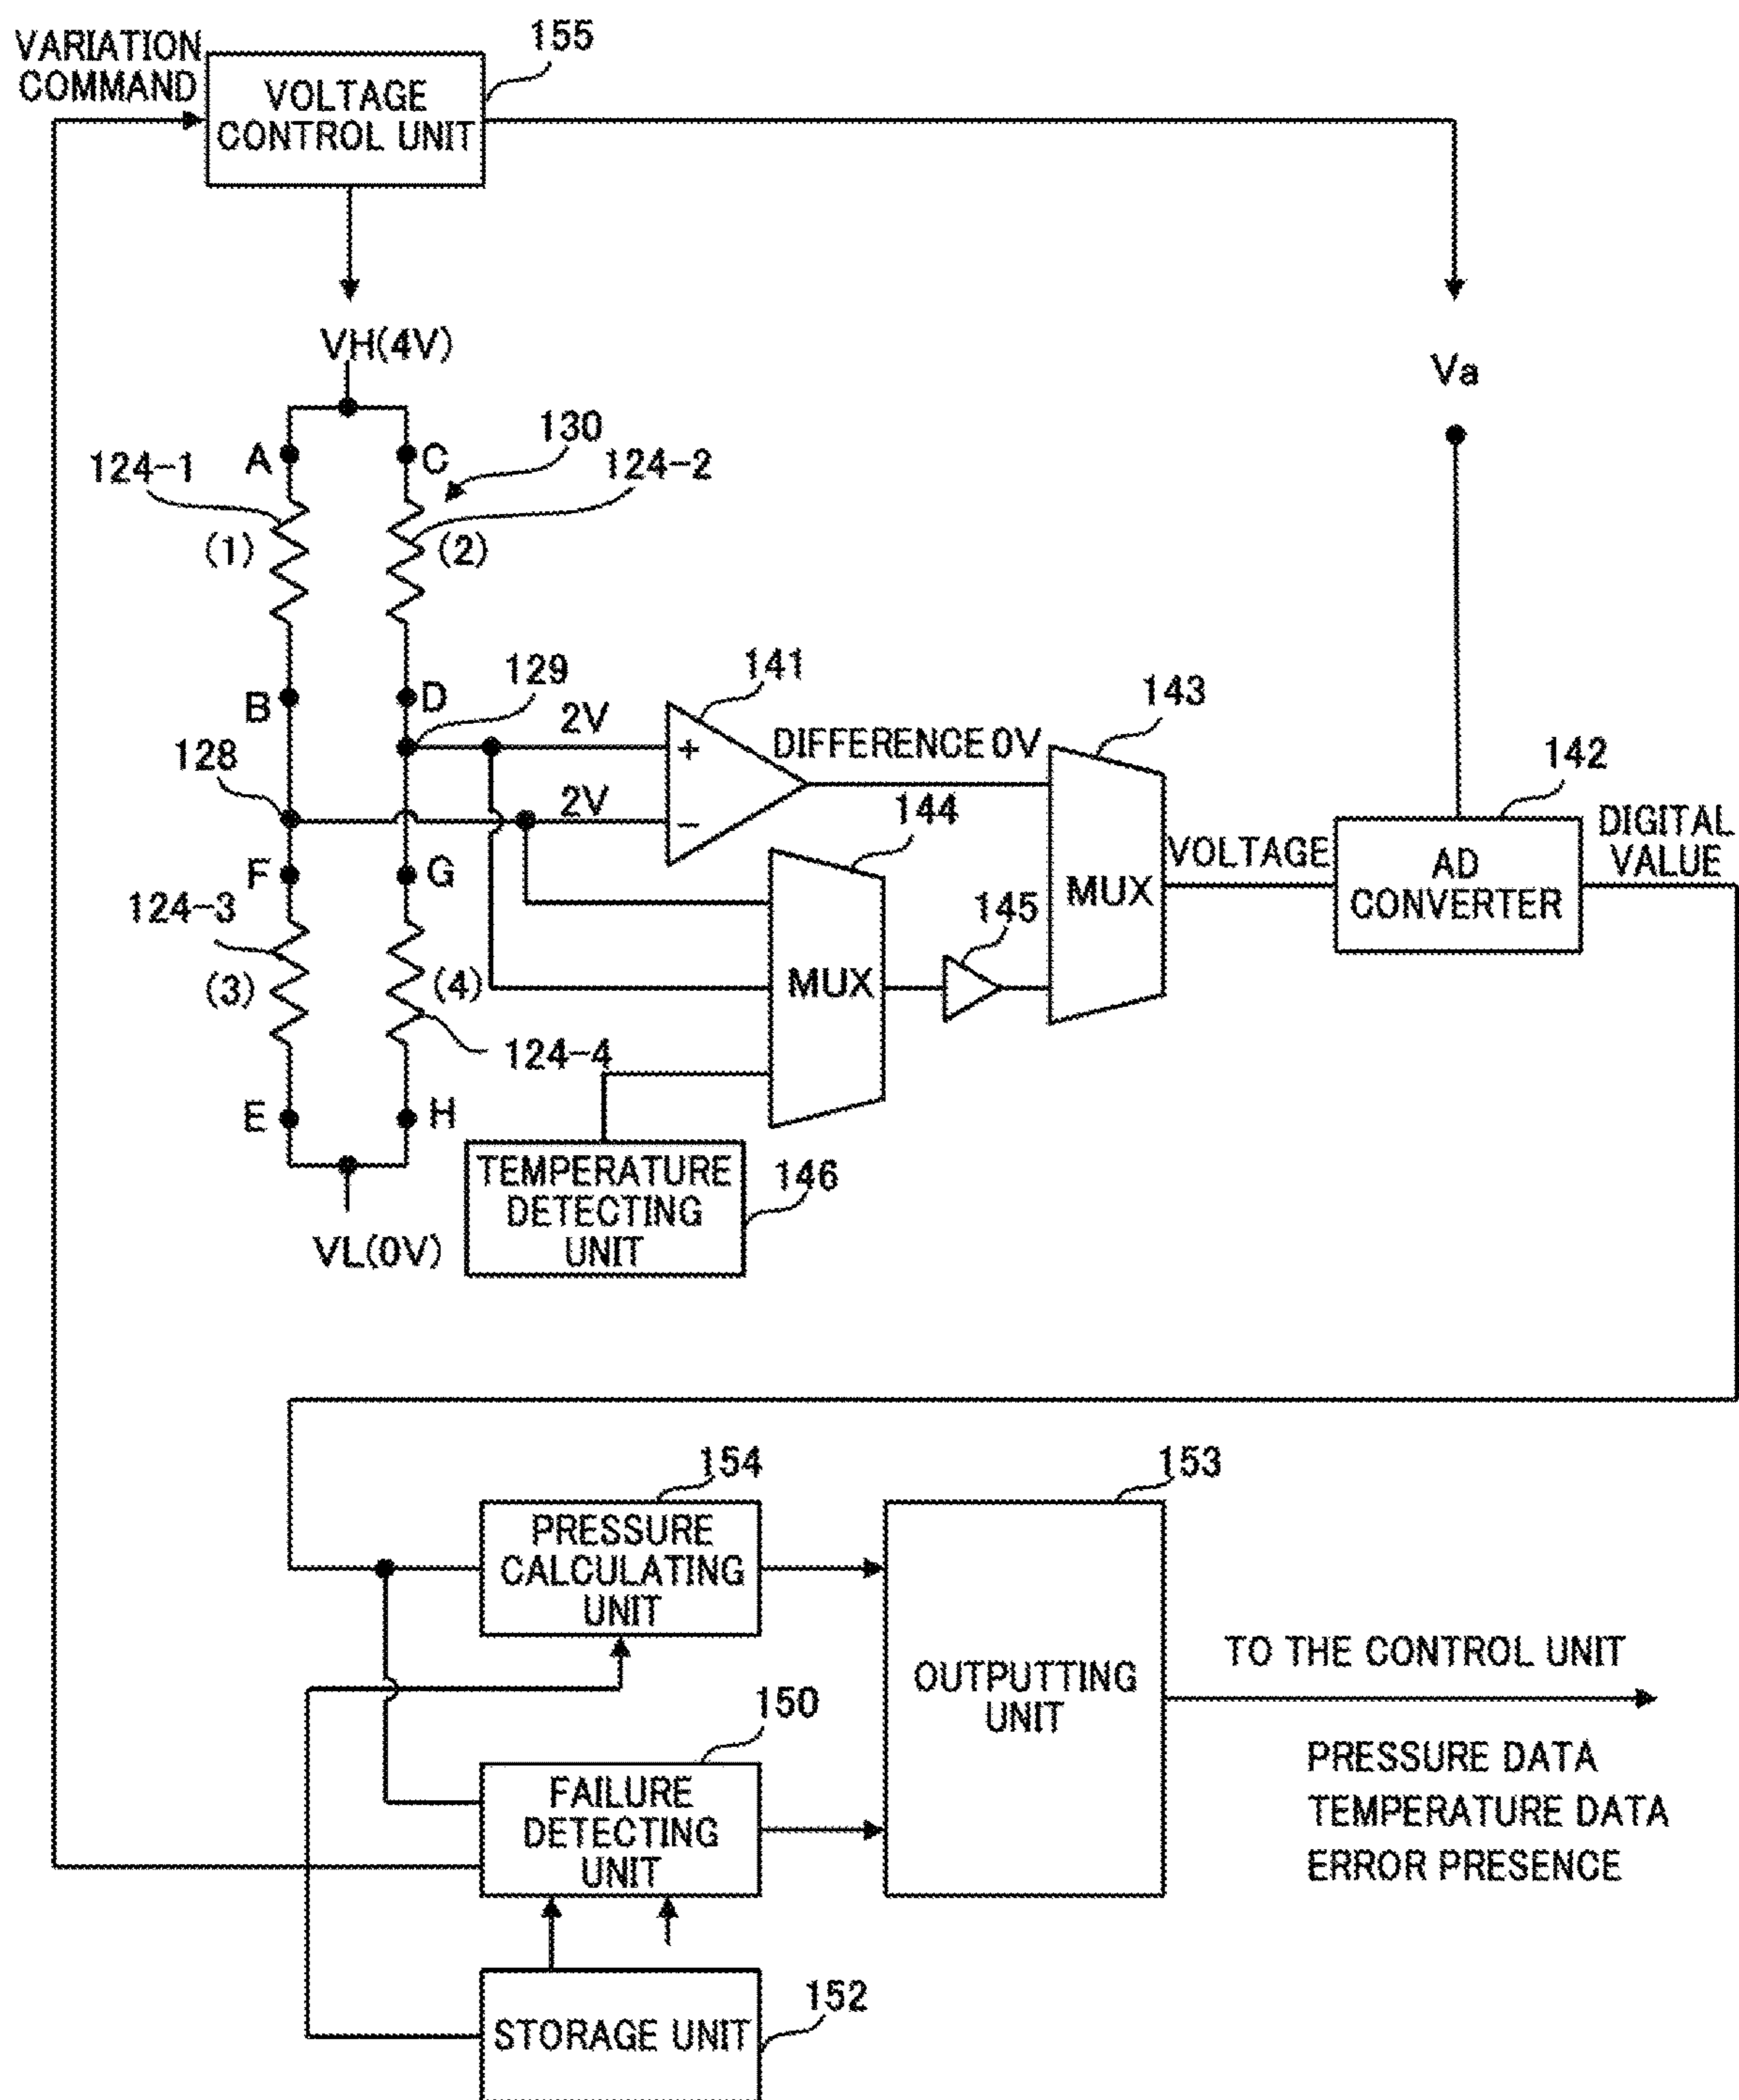 155
VARIATION
COMMAND
VOLTAGE
CONTROL UNIT
VH(4V)
Va
130
A
C
124-1
124-2
(1)
(2)
129
141
143
B
D
2V
DIFFERENCE 0V
142
128
+
2V
144
DIGITAL
VALUE
−
VOLTAGE
AD
CONVERTER
F
G
MUX
124-3
145
(3)
(4)
MUX
124-4
E
H
TEMPERATURE
DETECTING
UNIT
146
VL(0V)
154
153
PRESSURE
CALCULATING
UNIT
TO THE CONTROL UNIT
OUTPUTTING
UNIT
150
PRESSURE DATA
FAILURE
DETECTING
UNIT
TEMPERATURE DATA
ERROR PRESENCE
152
STORAGE UNIT